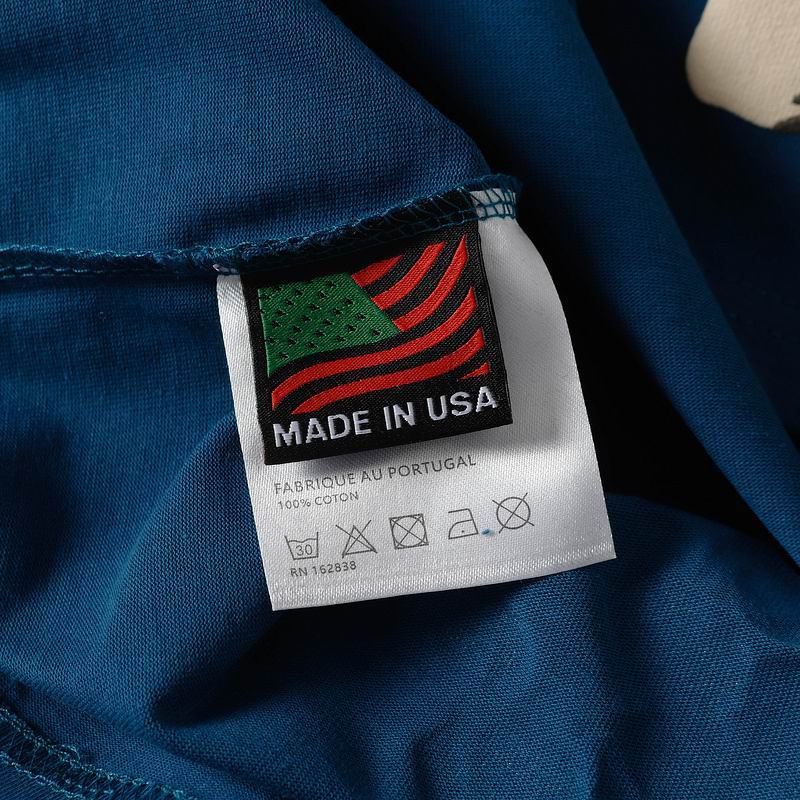 MADE IN USA
FABRIQUE AU PORTUGAL
100% COTON
30
RN 162838